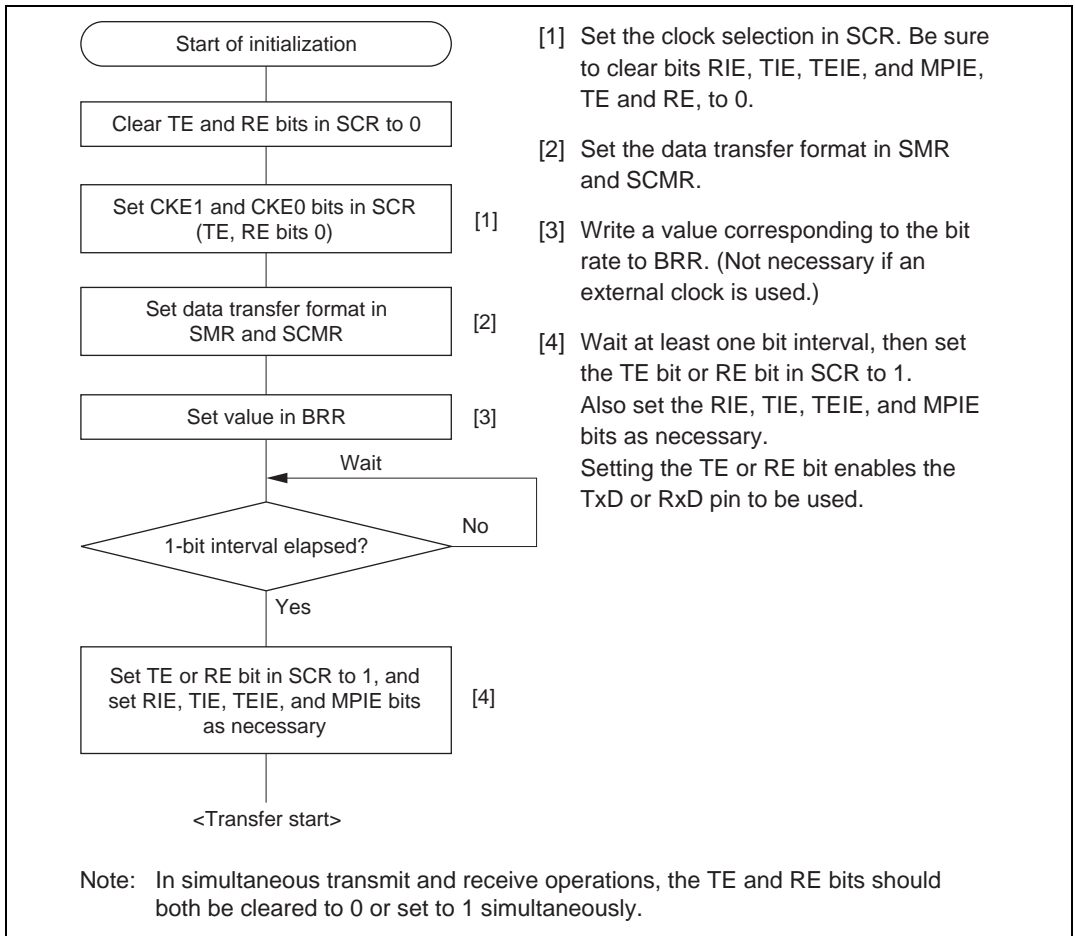 Start of initialization
Clear TE and RE bits in SCR to 0
Set CKE1 and CKE0 bits in SCR
(TE, RE bits 0)
[1]
Set data transfer format in
SMR and SCMR
[2]
Set value in BRR
[3]
Wait
1-bit interval elapsed?
No
Yes
Set TE or RE bit in SCR to 1, and
set RIE, TIE, TEIE, and MPIE bits
as necessary
[4]
<Transfer start>
[1] Set the clock selection in SCR. Be sure
to clear bits RIE, TIE, TEIE, and MPIE,
TE and RE, to 0.
[2] Set the data transfer format in SMR
and SCMR.
[3] Write a value corresponding to the bit
rate to BRR. (Not necessary if an
external clock is used.)
[4] Wait at least one bit interval, then set
the TE bit or RE bit in SCR to 1.
Also set the RIE, TIE, TEIE, and MPIE
bits as necessary.
Setting the TE or RE bit enables the
TxD or RxD pin to be used.
Note: In simultaneous transmit and receive operations, the TE and RE bits should
both be cleared to 0 or set to 1 simultaneously.